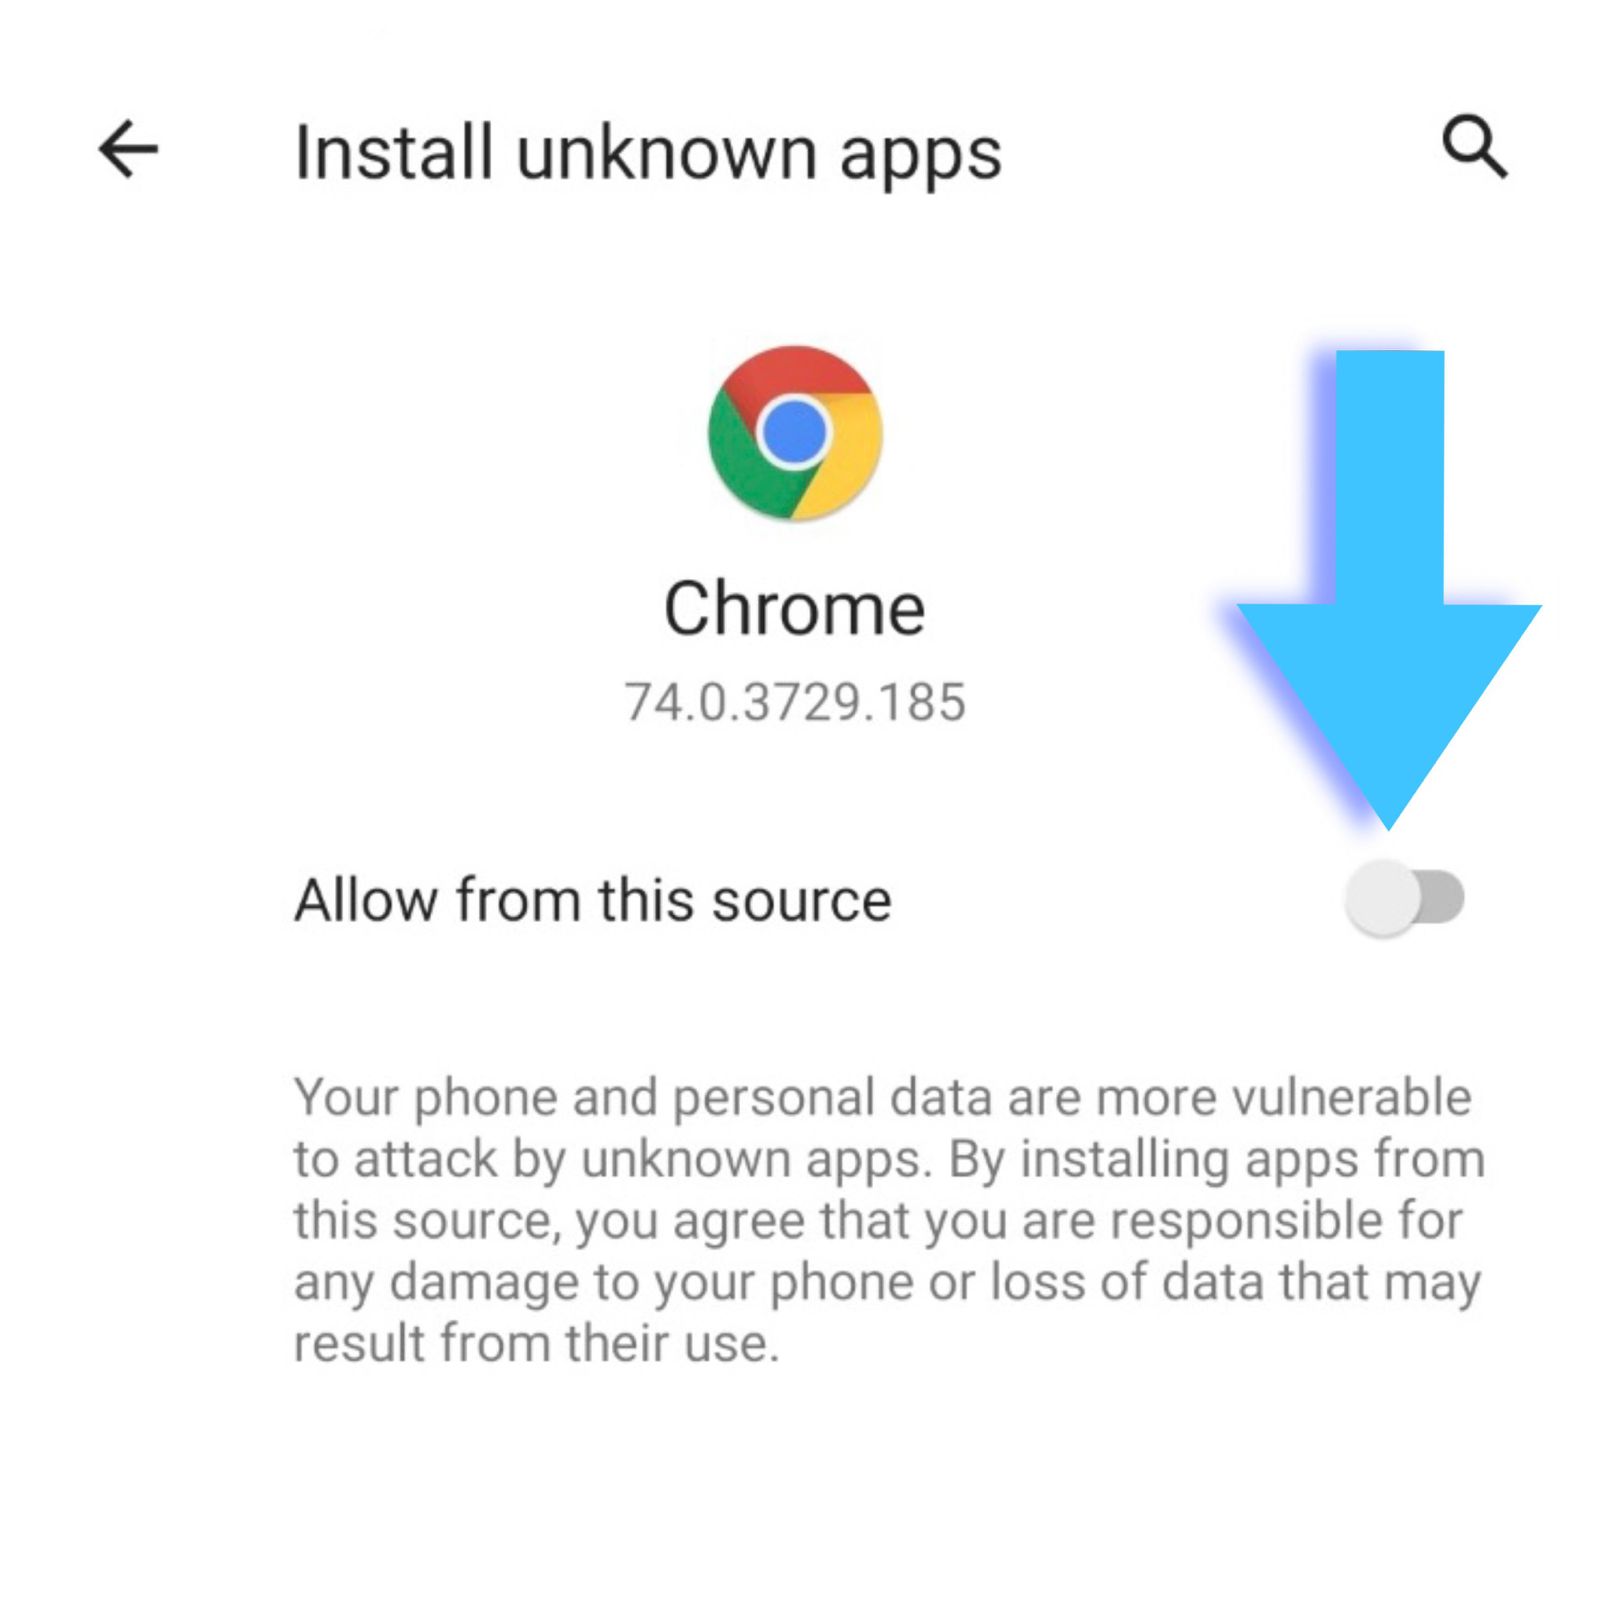 Install unknown apps
Chrome
74.0.3729.185
Allow from this source
Your phone and personal data are more vulnerable
to attack by unknown apps. By installing apps from
this source, you agree that you are responsible for
any damage to your phone or loss of data that may
result from their use.